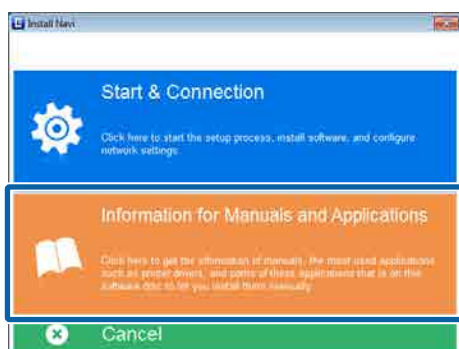 Install Navi
Start & Connection
Click here to start the setup process, install software, and configure
network settings.
Information for Manuals and Applications
Click here to get the information of manuals, the most used applications
such as printer drivers, and parts of these applications that is on this
software disc to let you install them manually.
Cancel